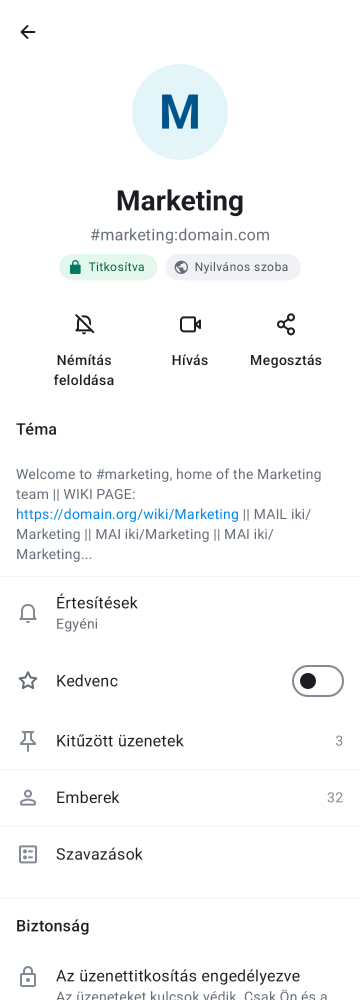 M
Marketing
#marketing:domain.com
Titkosítva
Nyilvános szoba
Némítás
feloldása
Hívás
Megosztás
Téma
Welcome to #marketing, home of the Marketing
team || WIKI PAGE:
https://domain.org/wiki/Marketing || MAIL iki/
Marketing || MAI iki/Marketing || MAI iki/
Marketing...
Értesítések
Egyéni
Kedvenc
Kitűzött üzenetek
3
Emberek
32
Szavazások
Biztonság
Az üzenettitkosítás engedélyezve
Az üzeneteket kulcsok védik. Csak Ön és a